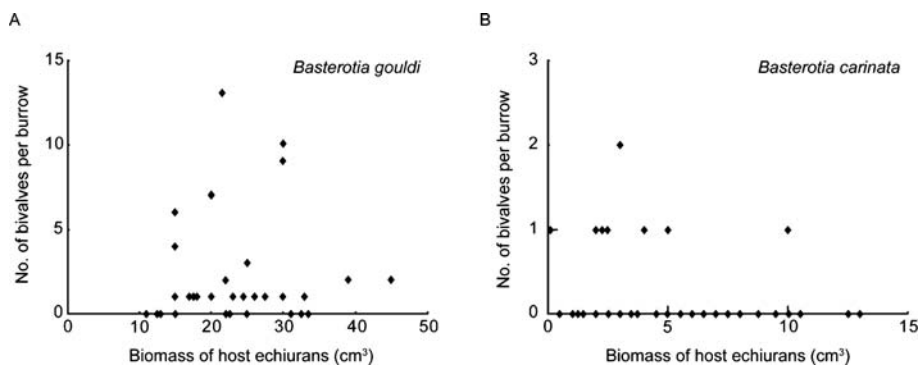 A
Basterotia gouldi
15
10
5
0
No. of bivalves per burrow
0 10 20 30 40 50
Biomass of host echiurans (cm³)
B
Basterotia carinata
3
2
1
0
No. of bivalves per burrow
0 5 10 15
Biomass of host echiurans (cm³)